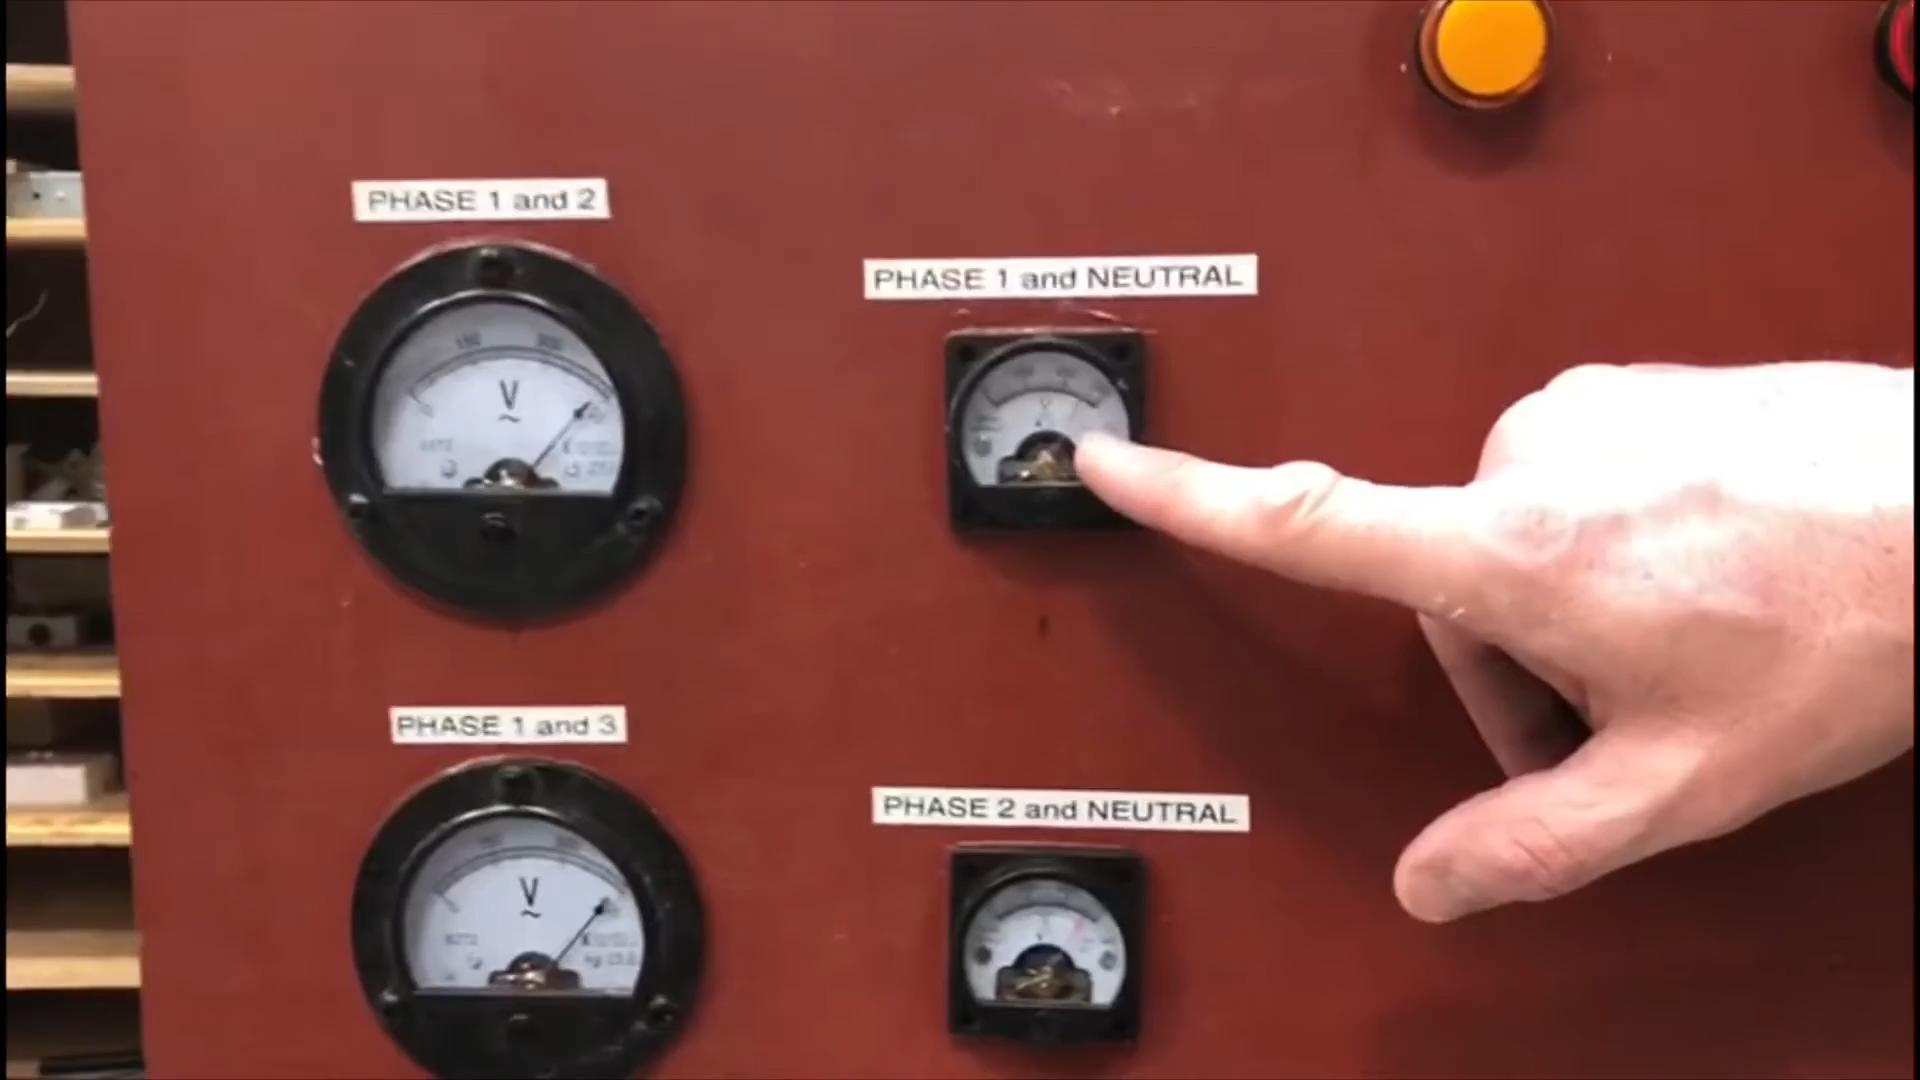 PHASE 1 and 2
PHASE 1 and NEUTRAL
V
PHASE 1 and 3
PHASE 2 and NEUTRAL
V